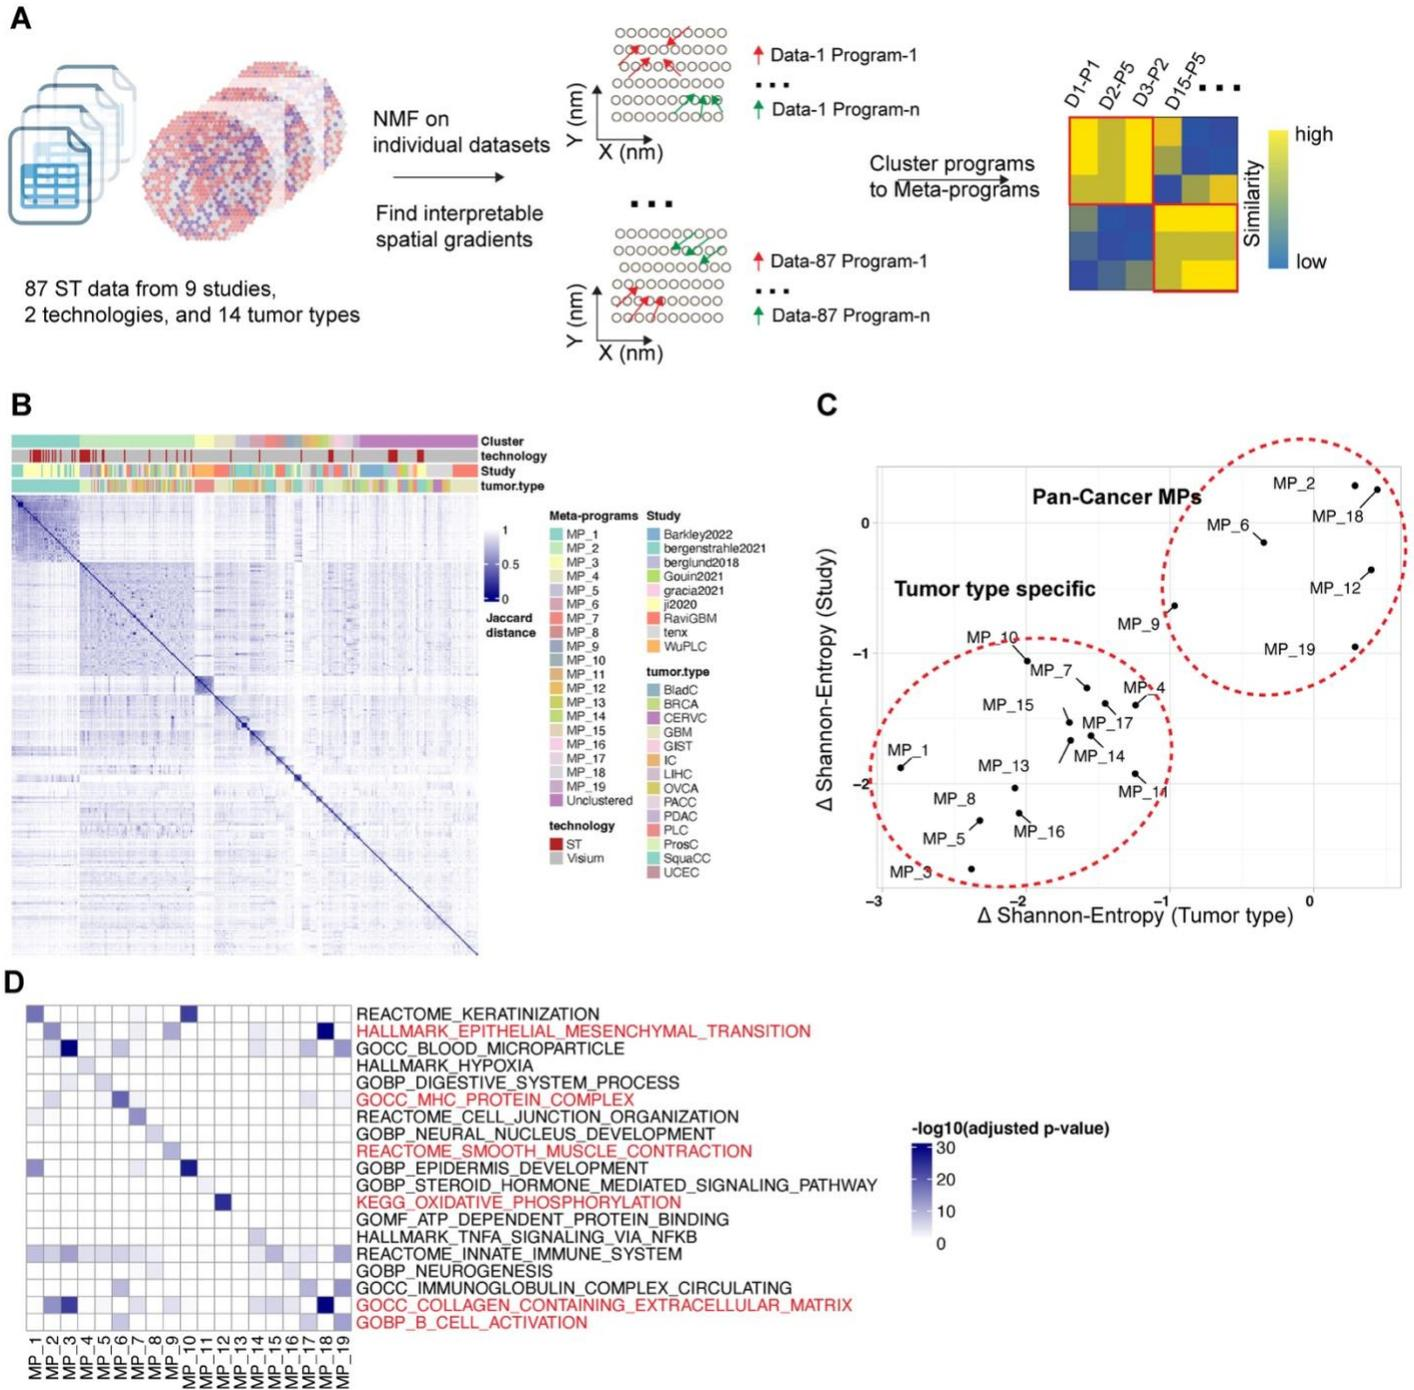 A
87 ST data from 9 studies,
2 technologies, and 14 tumor types
NMF on
individual datasets
Find interpretable
spatial gradients
Y (nm)
X (nm)
Data-1 Program-1
...
Data-1 Program-n
...
Y (nm)
X (nm)
Data-87 Program-1
...
Data-87 Program-n
Cluster programs
to Meta-programs
D1-P1
D2-P5
D3-P2
D15-P5
...
high
Similarity
low
B
Cluster
technology
Study
tumor.type
1
0.5
0
Jaccard
distance
Meta-programs
MP_1
MP_2
MP_3
MP_4
MP_5
MP_6
MP_7
MP_8
MP_9
MP_10
MP_11
MP_12
MP_13
MP_14
MP_15
MP_16
MP_17
MP_18
MP_19
Unclustered
technology
ST
Visium
Study
Barkley2022
bergenstrahle2021
berglund2018
Gouin2021
gracia2021
ji2020
RaviGBM
tenx
WuPLC
tumor.type
BladC
BRCA
CERVC
GBM
GIST
IC
LIHC
OVCA
PACC
PDAC
PLC
ProsC
SquaCC
UCEC
C
Pan-Cancer MPs
MP_2
MP_18
MP_6
MP_12
MP_9
MP_19
Tumor type specific
MP_10
MP_7
MP_4
MP_15
MP_17
MP_14
MP_1
MP_13
MP_11
MP_8
MP_16
MP_5
MP_3
0
−1
−2
Δ Shannon-Entropy (Study)
−3
−2
−1
0
Δ Shannon-Entropy (Tumor type)
D
REACTOME_KERATINIZATION
HALLMARK_EPITHELIAL_MESENCHYMAL_TRANSITION
GOCC_BLOOD_MICROPARTICLE
HALLMARK_HYPOXIA
GOBP_DIGESTIVE_SYSTEM_PROCESS
GOCC_MHC_PROTEIN_COMPLEX
REACTOME_CELL_JUNCTION_ORGANIZATION
GOBP_NEURAL_NUCLEUS_DEVELOPMENT
REACTOME_SMOOTH_MUSCLE_CONTRACTION
GOBP_EPIDERMIS_DEVELOPMENT
GOBP_STEROID_HORMONE_MEDIATED_SIGNALING_PATHWAY
KEGG_OXIDATIVE_PHOSPHORYLATION
GOMF_ATP_DEPENDENT_PROTEIN_BINDING
HALLMARK_TNFA_SIGNALING_VIA_NFKB
REACTOME_INNATE_IMMUNE_SYSTEM
GOBP_NEUROGENESIS
GOCC_IMMUNOGLOBULIN_COMPLEX_CIRCULATING
GOCC_COLLAGEN_CONTAINING_EXTRACELLULAR_MATRIX
GOBP_B_CELL_ACTIVATION
MP_1
MP_2
MP_3
MP_4
MP_5
MP_6
MP_7
MP_8
MP_9
MP_10
MP_11
MP_12
MP_13
MP_14
MP_15
MP_16
MP_17
MP_18
MP_19
-log10(adjusted p-value)
30
20
10
0